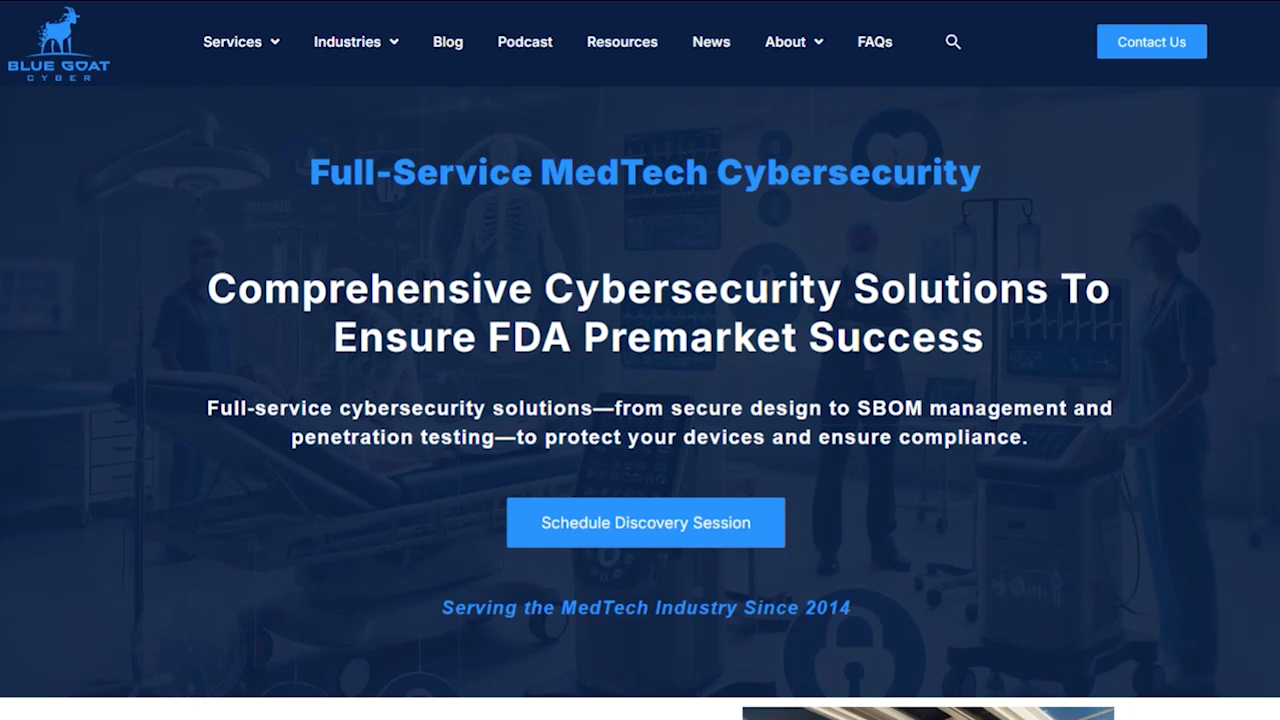 BLUE GOAT
CYBER
Services
Industries
Blog
Podcast
Resources
News
About
FAQs
Contact Us
Full-Service MedTech Cybersecurity
Comprehensive Cybersecurity Solutions To
Ensure FDA Premarket Success
Full-service cybersecurity solutions—from secure design to SBOM management and
penetration testing—to protect your devices and ensure compliance.
Schedule Discovery Session
Serving the MedTech Industry Since 2014